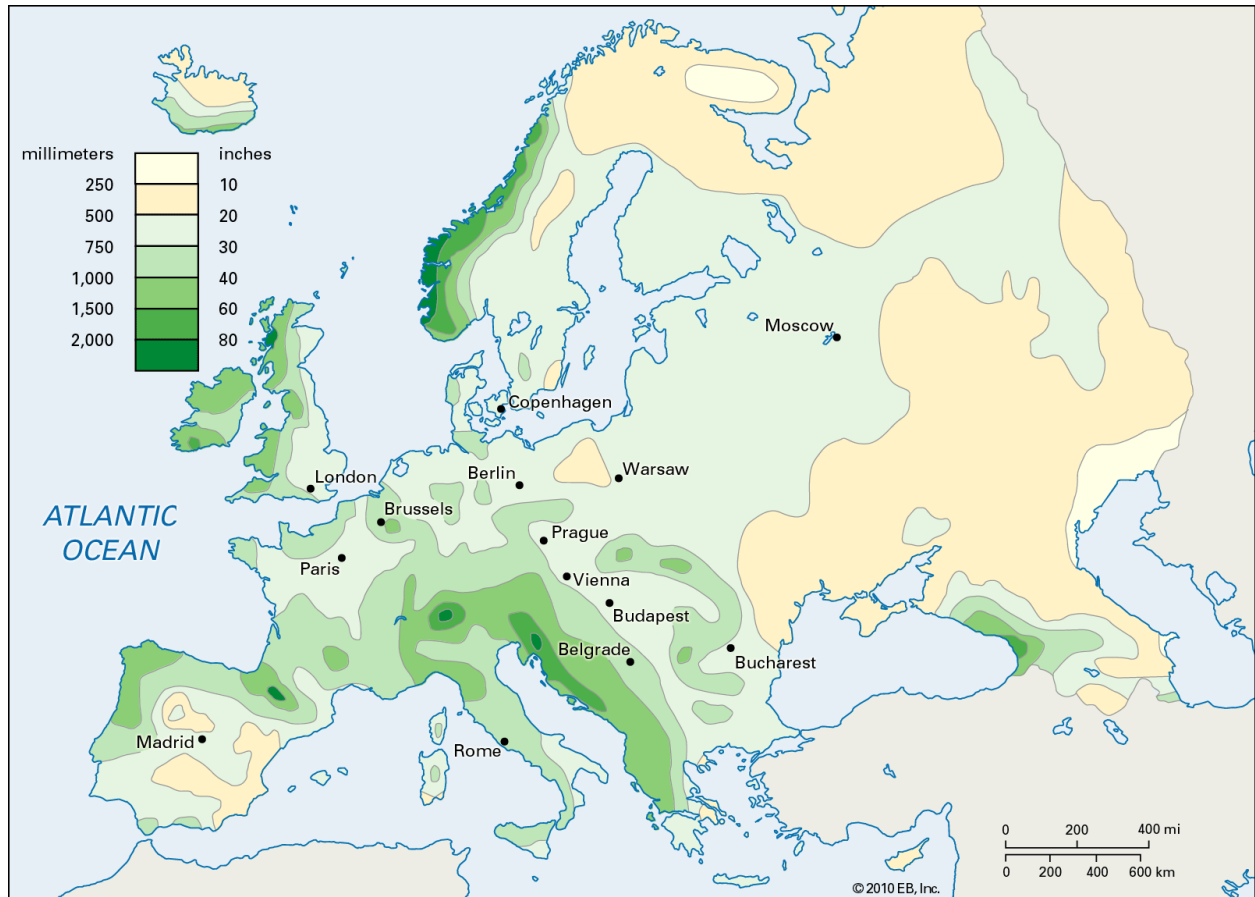 millimeters inches
250 10
500 20
750 30
1,000 40
1,500 60
2,000 80
Moscow
Copenhagen
London
Berlin
Warsaw
Brussels
ATLANTIC
OCEAN
Prague
Paris
Vienna
Budapest
Belgrade
Bucharest
Madrid
Rome
0 200 400 mi
0 200 400 600 km
© 2010 EB, Inc.